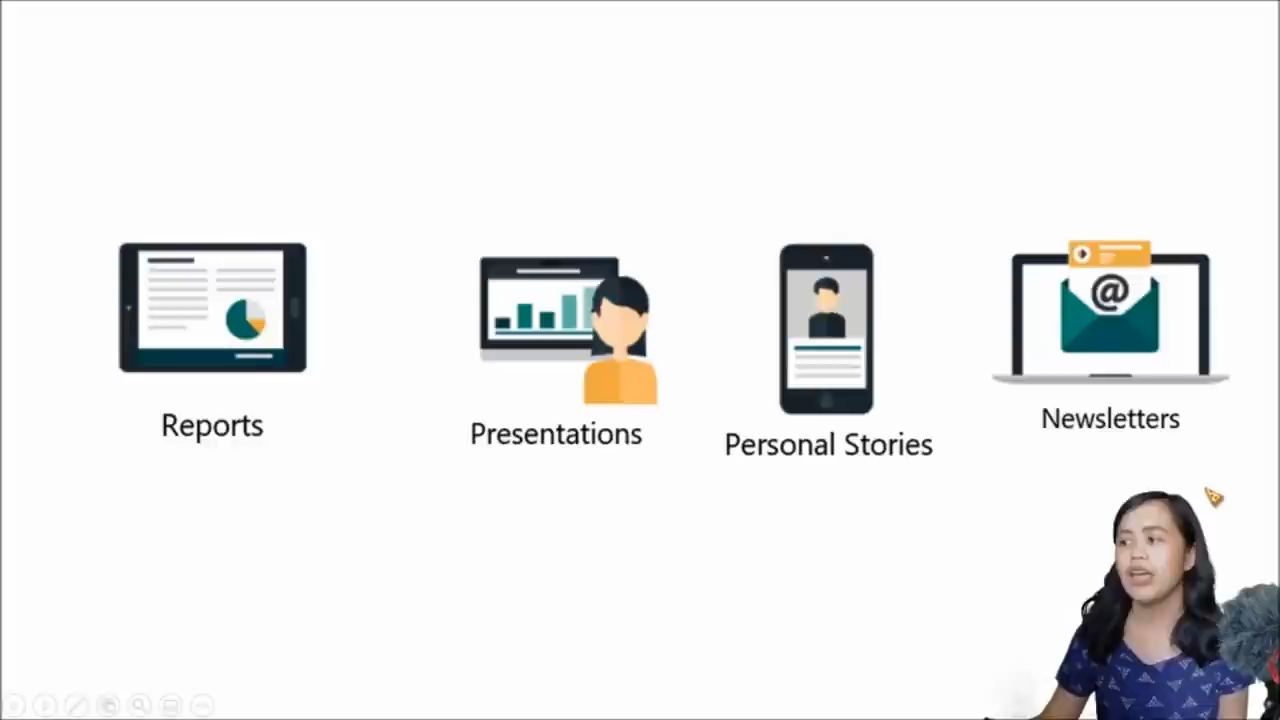 Reports
Presentations
Personal Stories
Newsletters
@